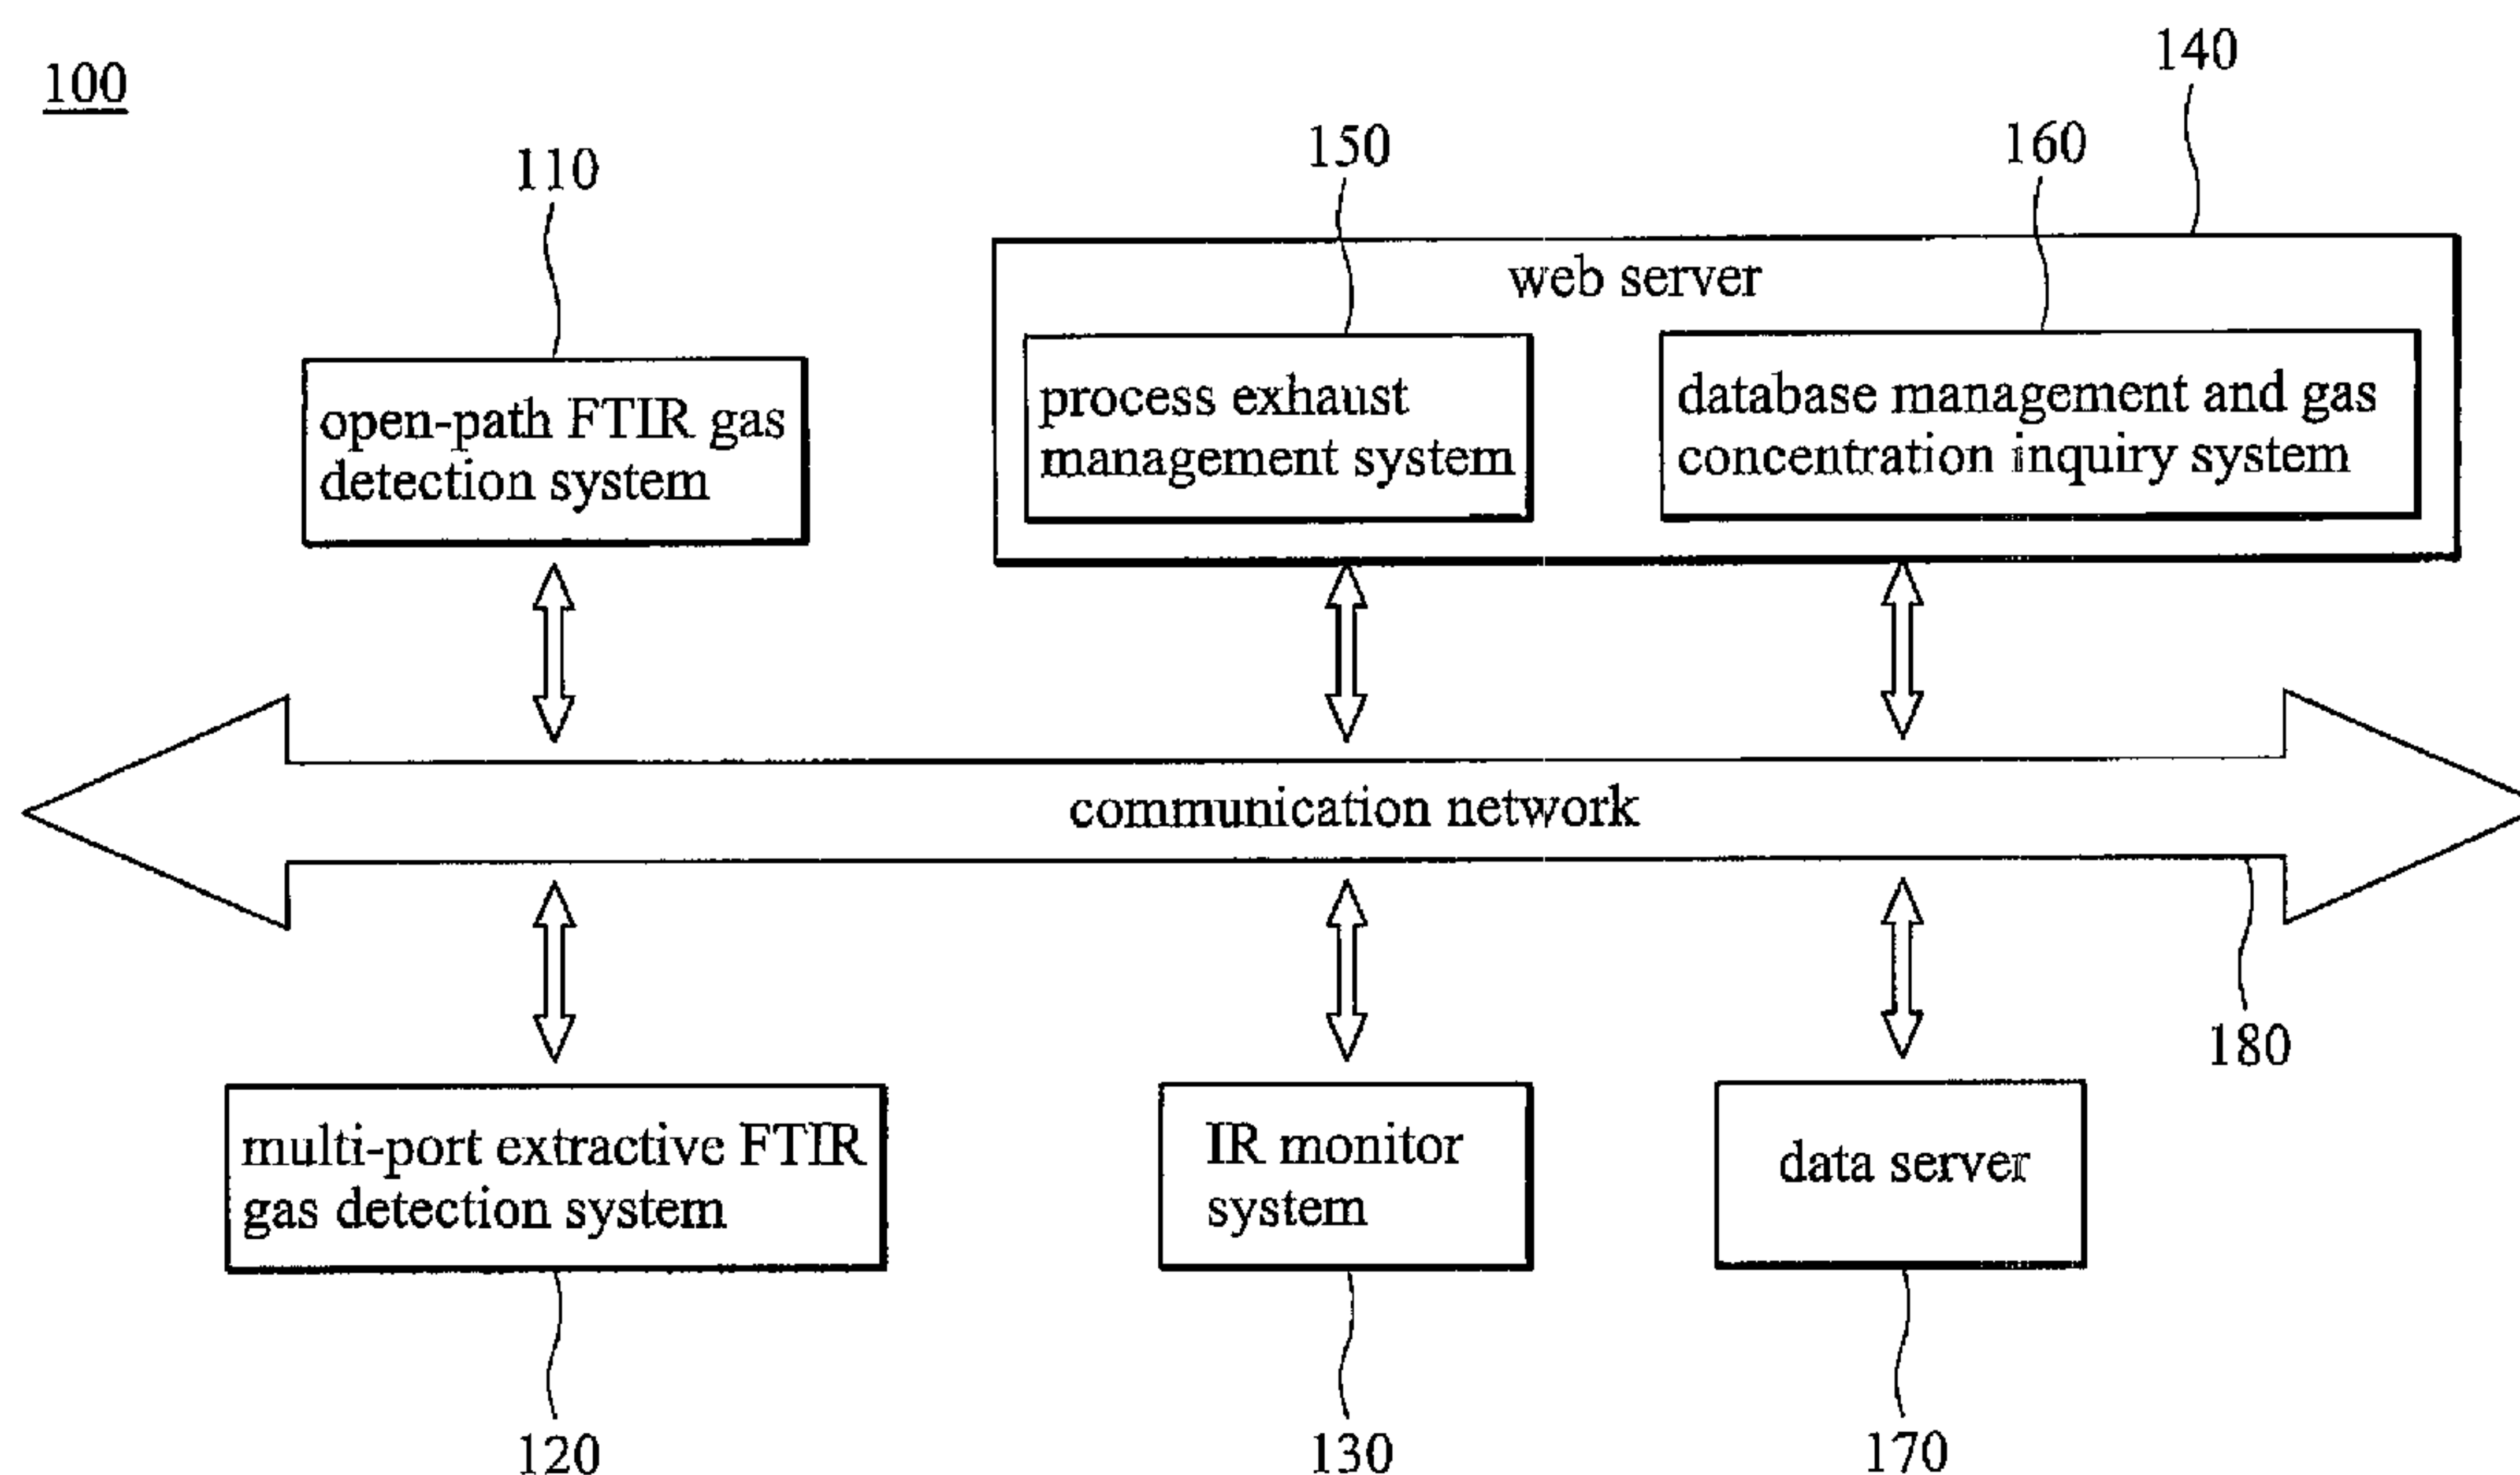 100
140
150
160
110
web server
process exhaust
management system
database management and gas
concentration inquiry system
open-path FTIR gas
detection system
communication network
180
multi-port extractive FTIR
gas detection system
IR monitor
system
data server
120
130
170